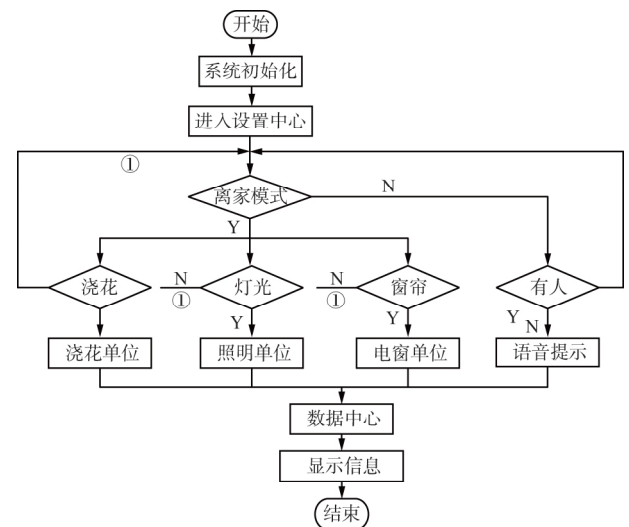 开始
系统初始化
进入设置中心
①
离家模式
N
Y
浇花
N
①
灯光
N
①
窗帘
有人
Y
Y
Y
N
浇花单位
照明单位
电窗单位
语音提示
数据中心
显示信息
结束